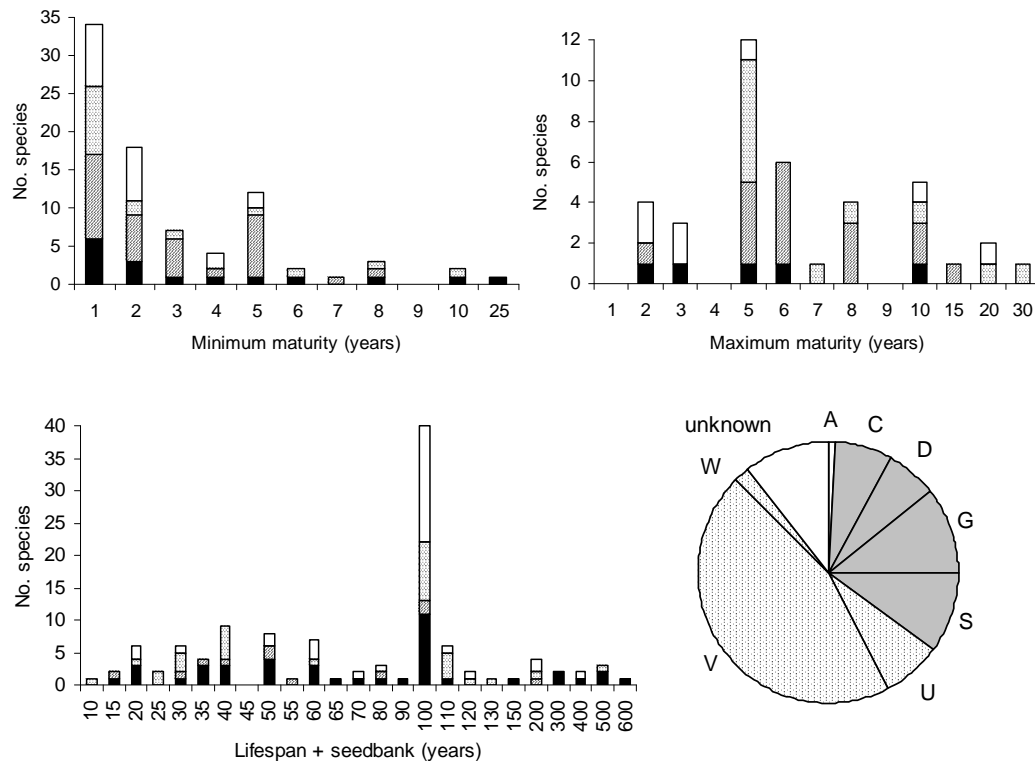 No. species
35
30
25
20
15
10
5
0
1 2 3 4 5 6 7 8 9 10 25
Minimum maturity (years)
No. species
12
10
8
6
4
2
0
1 2 3 4 5 6 7 8 9 10 15 20 30
Maximum maturity (years)
No. species
40
35
30
25
20
15
10
5
0
10 15 20 25 30 35 40 45 50 55 60 65 70 80 90 100 110 120 130 150 200 300 400 500 600
Lifespan + seedbank (years)
unknown
A
C
D
G
S
U
V
W